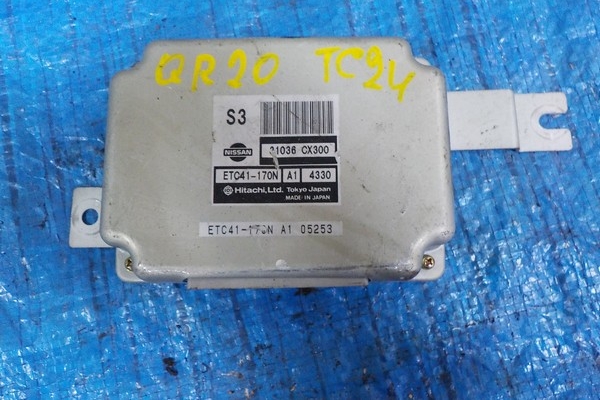 QR20 TC24
S3
NISSAN 31036 CX300
ETC41-170N A1 4330
Hitachi, Ltd. Tokyo Japan
MADE IN JAPAN
ETC41-170N A1 05253